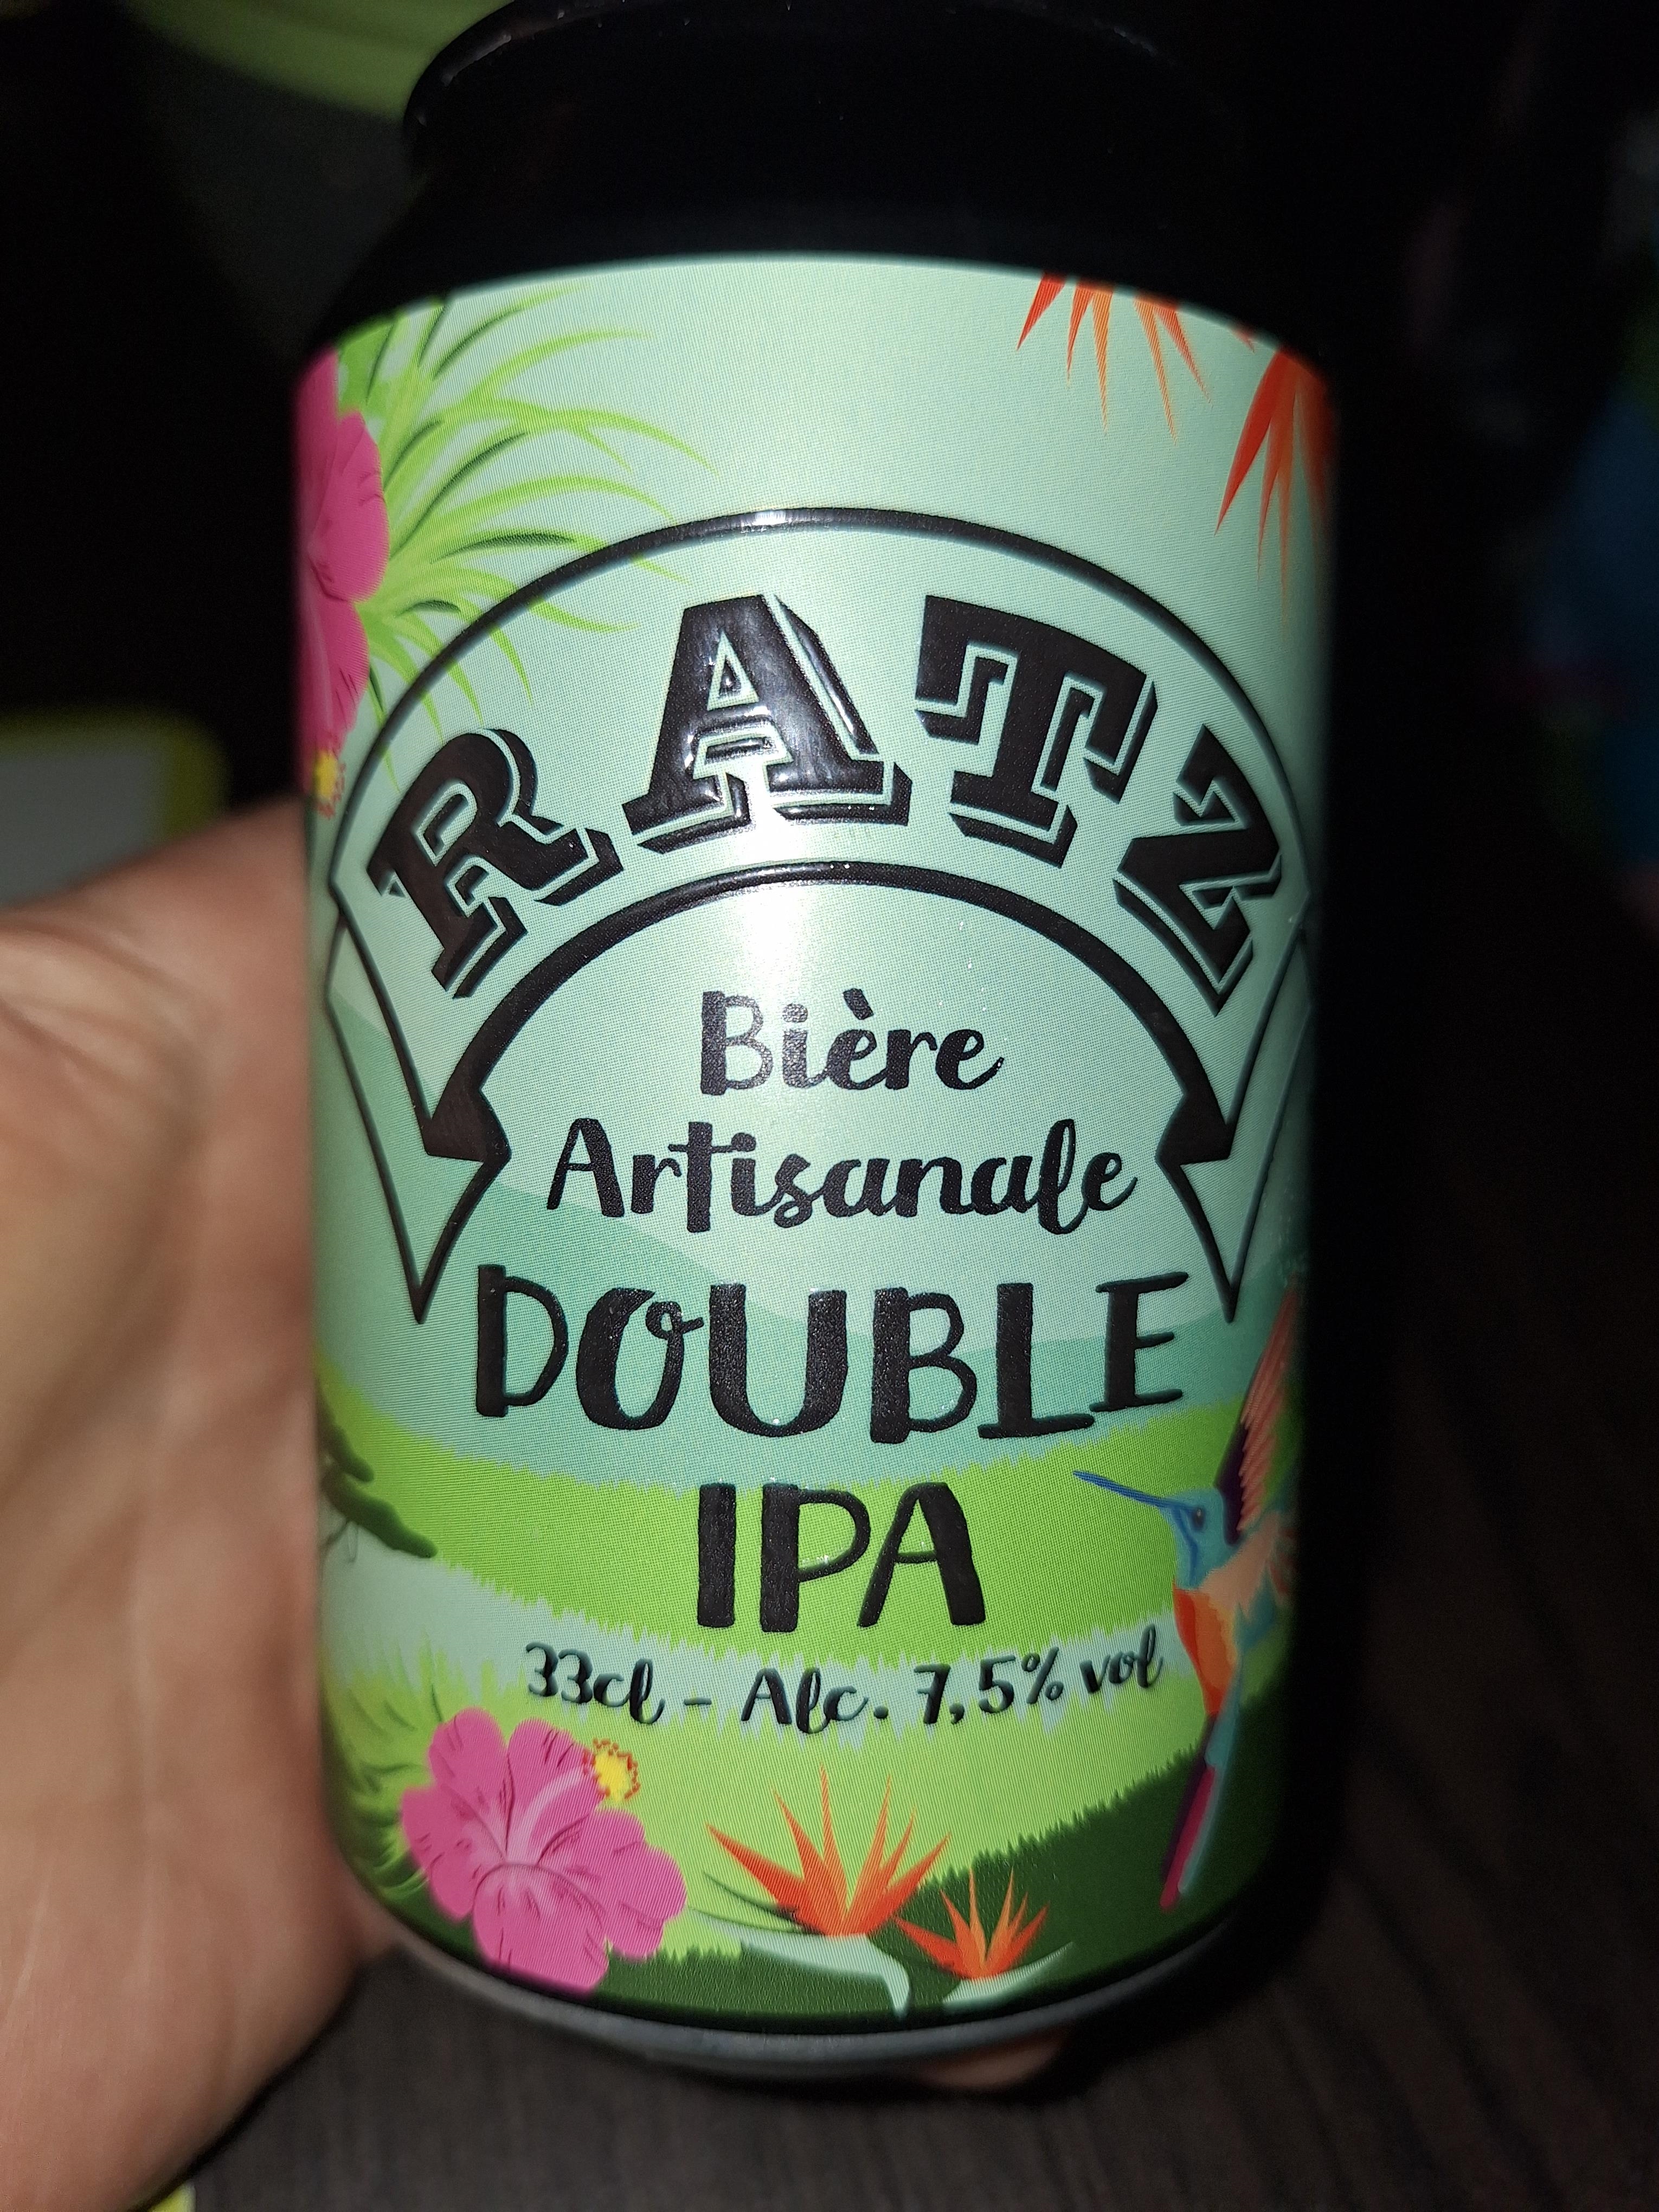 RATZ
Bière
Artisanale
DOUBLE
IPA
33cl - Alc. 7,5% vol